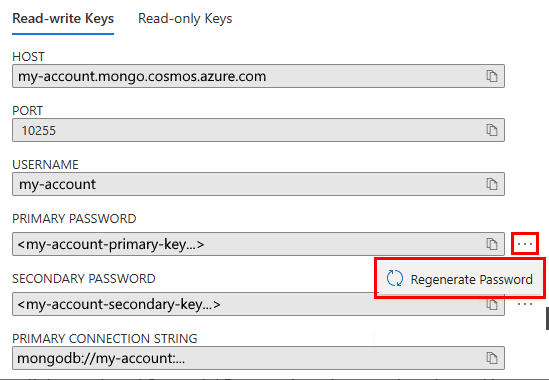 Read-write Keys Read-only Keys
HOST
my-account.mongo.cosmos.azure.com
PORT
10255
USERNAME
my-account
PRIMARY PASSWORD
<my-account-primary-key...> ...
Regenerate Password
SECONDARY PASSWORD
<my-account-secondary-key...> ...
PRIMARY CONNECTION STRING
mongodb://my-account:...